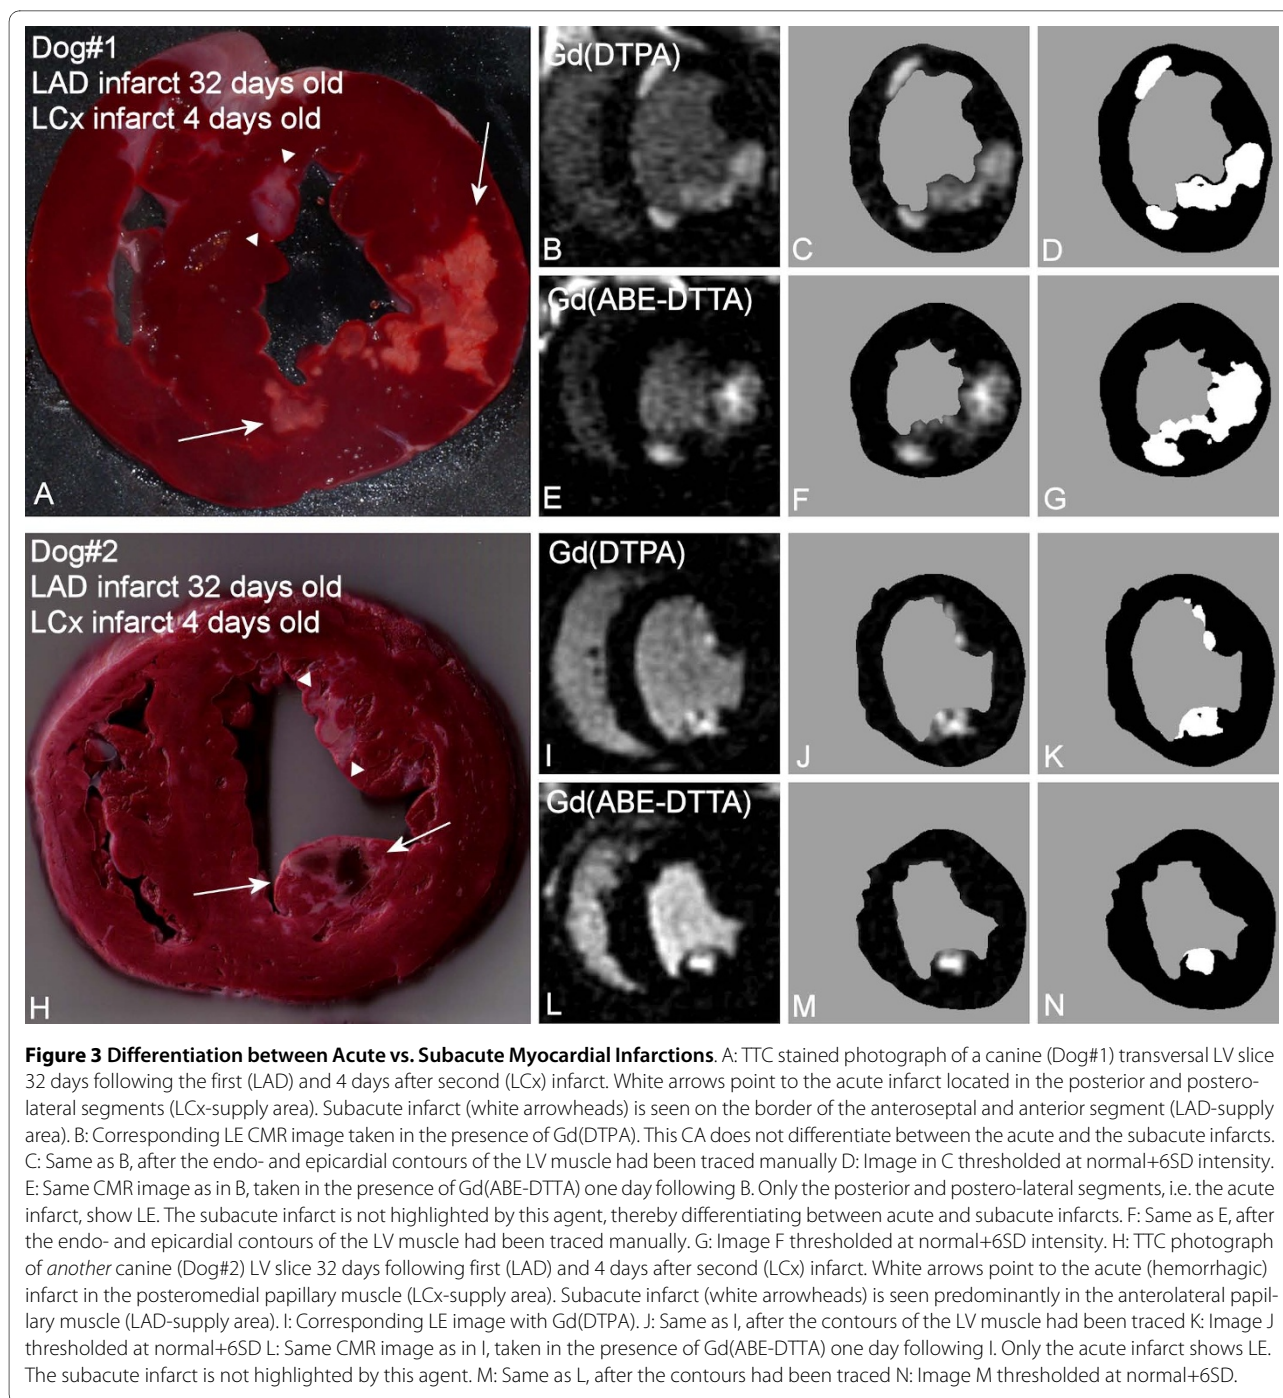 Dog#1
LAD infarct 32 days old
LCx infarct 4 days old
A
Gd(DTPA)
B
C
D
Gd(ABE-DTTA)
E
F
G
Dog#2
LAD infarct 32 days old
LCx infarct 4 days old
H
Gd(DTPA)
I
J
K
Gd(ABE-DTTA)
L
M
N
Figure 3 Differentiation between Acute vs. Subacute Myocardial Infarctions. A: TTC stained photograph of a canine (Dog#1) transversal LV slice
32 days following the first (LAD) and 4 days after second (LCx) infarct. White arrows point to the acute infarct located in the posterior and postero-
lateral segments (LCx-supply area). Subacute infarct (white arrowheads) is seen on the border of the anteroseptal and anterior segment (LAD-supply
area). B: Corresponding LE CMR image taken in the presence of Gd(DTPA). This CA does not differentiate between the acute and the subacute infarcts.
C: Same as B, after the endo- and epicardial contours of the LV muscle had been traced manually D: Image in C thresholded at normal+6SD intensity.
E: Same CMR image as in B, taken in the presence of Gd(ABE-DTTA) one day following B. Only the posterior and postero-lateral segments, i.e. the acute
infarct, show LE. The subacute infarct is not highlighted by this agent, thereby differentiating between acute and subacute infarcts. F: Same as E, after
the endo- and epicardial contours of the LV muscle had been traced manually. G: Image F thresholded at normal+6SD intensity. H: TTC photograph
of another canine (Dog#2) LV slice 32 days following first (LAD) and 4 days after second (LCx) infarct. White arrows point to the acute (hemorrhagic)
infarct in the posteromedial papillary muscle (LCx-supply area). Subacute infarct (white arrowheads) is seen predominantly in the anterolateral papil-
lary muscle (LAD-supply area). I: Corresponding LE image with Gd(DTPA). J: Same as I, after the contours of the LV muscle had been traced K: Image J
thresholded at normal+6SD L: Same CMR image as in I, taken in the presence of Gd(ABE-DTTA) one day following I. Only the acute infarct shows LE.
The subacute infarct is not highlighted by this agent. M: Same as L, after the contours had been traced N: Image M thresholded at normal+6SD.